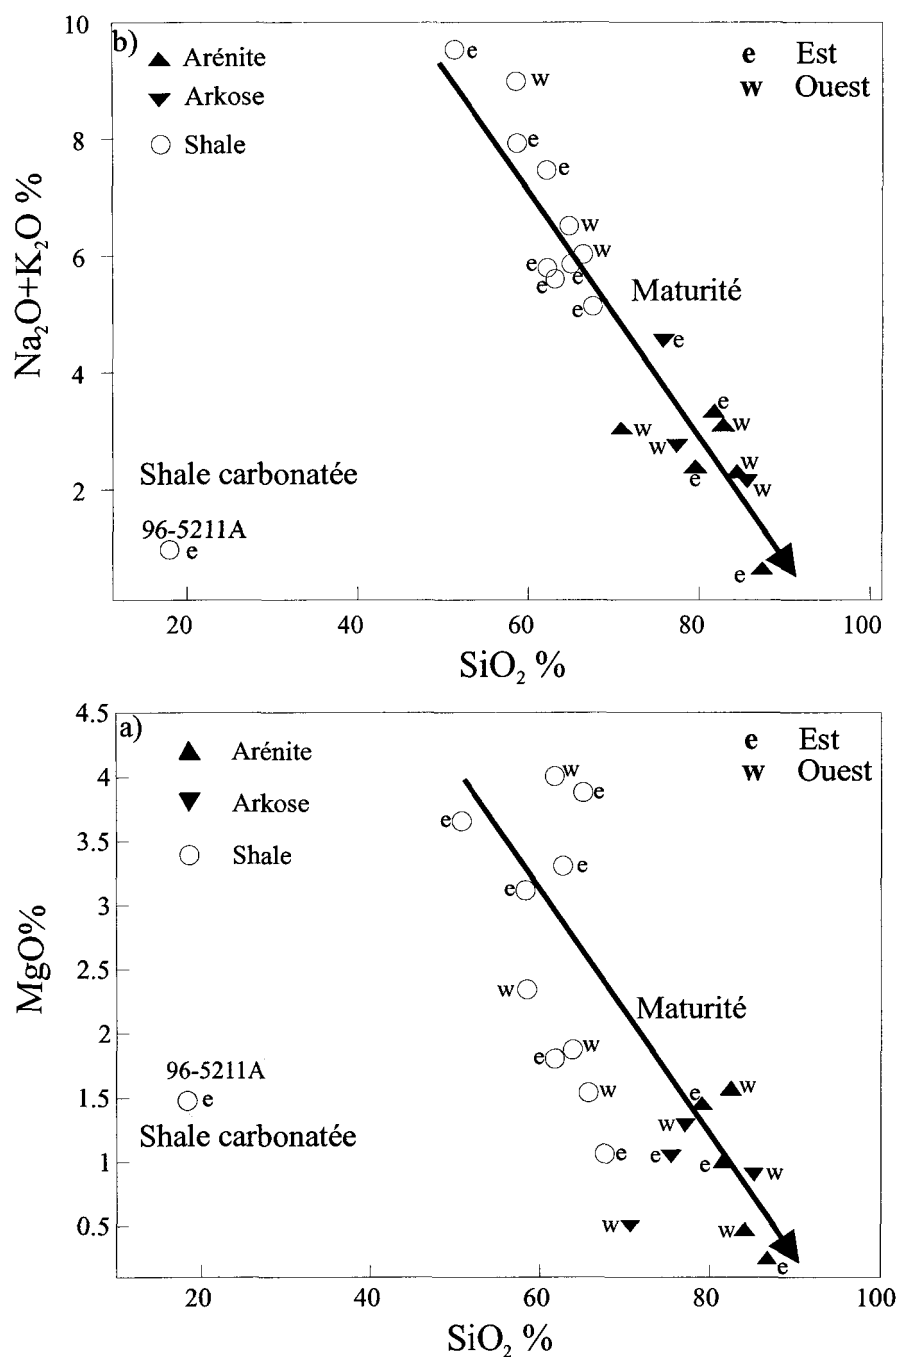 10
b)
Arénite
Arkose
Shale
e Est
w Ouest
e
w
e
e
w
w
e
e
e
e
Maturité
e
e
w
w
w
e
w
w
e
8
6
4
2
Na2O+K2O %
Shale carbonatée
96-5211A
e
20
40
60
80
100
SiO2 %
4.5
a)
Arénite
Arkose
Shale
e Est
w Ouest
w
e
e
e
e
w
w
e
w
e
Maturité
w
e
w
e
e
w
w
w
e
4
3.5
3
2.5
2
1.5
1
0.5
MgO%
96-5211A
e
Shale carbonatée
20
40
60
80
100
SiO2 %